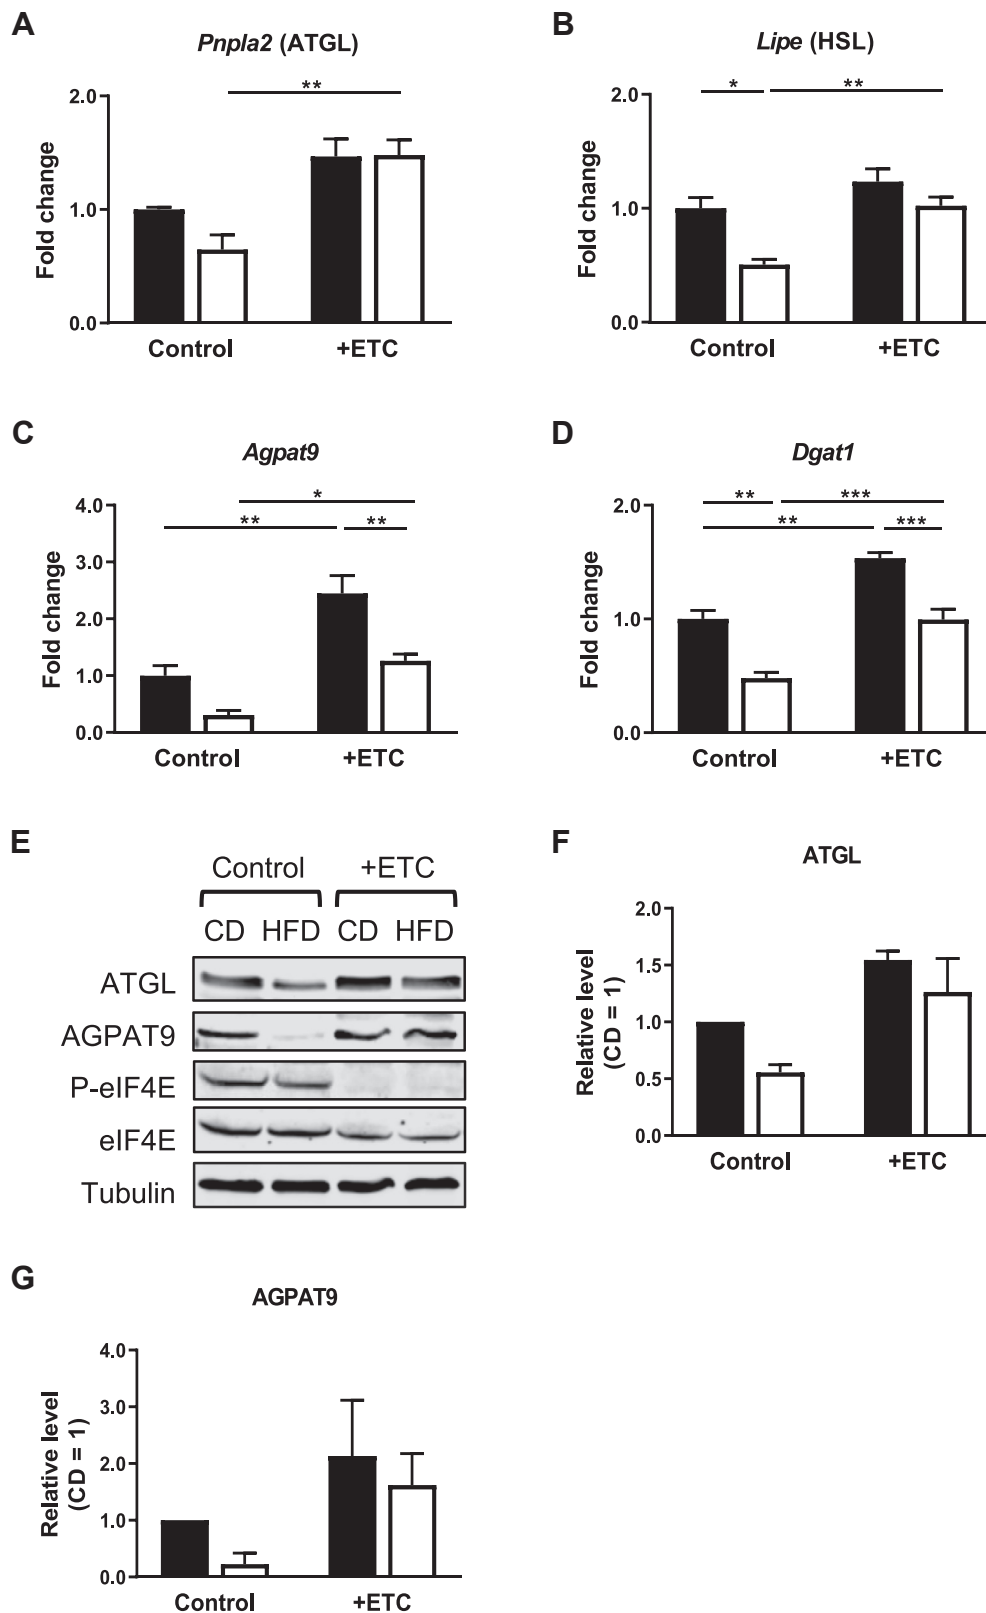 A
Pnpla2 (ATGL)
**
Fold change
2.0
1.0
0.0
Control
+ETC
B
Lipe (HSL)
*
**
Fold change
2.0
1.0
0.0
Control
+ETC
C
Agpat9
*
**
**
Fold change
4.0
3.0
2.0
1.0
0.0
Control
+ETC
D
Dgat1
**
***
**
***
Fold change
2.0
1.0
0.0
Control
+ETC
E
Control
+ETC
CD HFD CD HFD
ATGL
AGPAT9
P-eIF4E
eIF4E
Tubulin
F
ATGL
Relative level
(CD = 1)
2.0
1.5
1.0
0.5
0.0
Control
+ETC
G
AGPAT9
Relative level
(CD = 1)
4.0
3.0
2.0
1.0
0.0
Control
+ETC